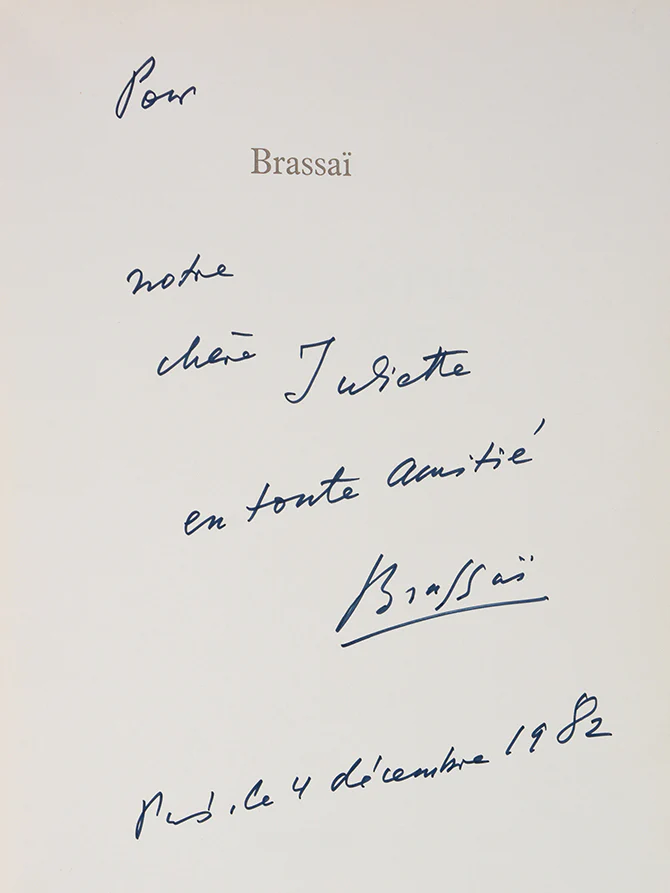 Pour
Brassaï
notre
chère Juliette
en toute amitié
Brassaï
Paris, le 4 décembre 1982